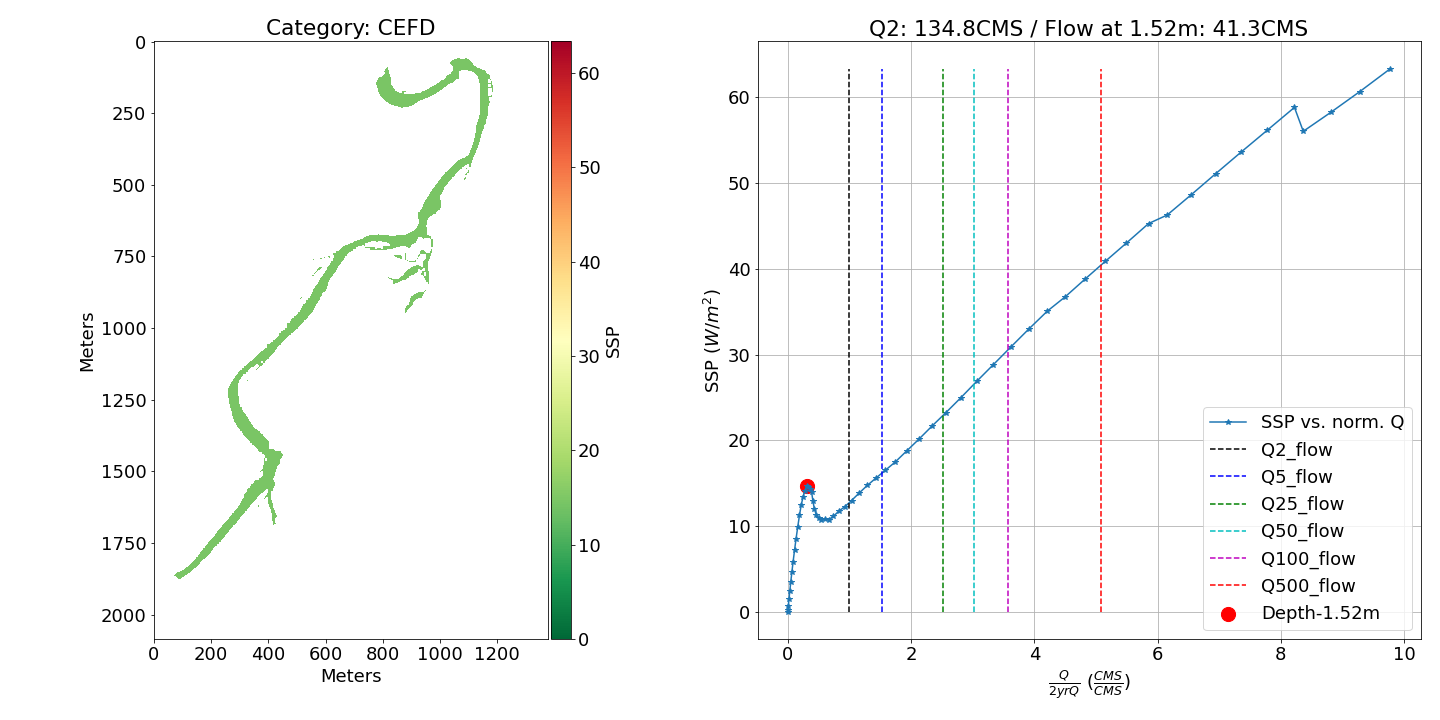 Category: CEFD
0
250
500
750
1000
1250
1500
1750
2000
Meters
0
200
400
600
800
1000
1200
Meters
60
50
40
30
20
10
0
SSP
Q2: 134.8CMS / Flow at 1.52m: 41.3CMS
60
50
40
30
20
10
0
SSP (W/m²)
0
2
4
6
8
10
Q/2yrQ (CMS/CMS)
SSP vs. norm. Q
Q2_flow
Q5_flow
Q25_flow
Q50_flow
Q100_flow
Q500_flow
Depth-1.52m